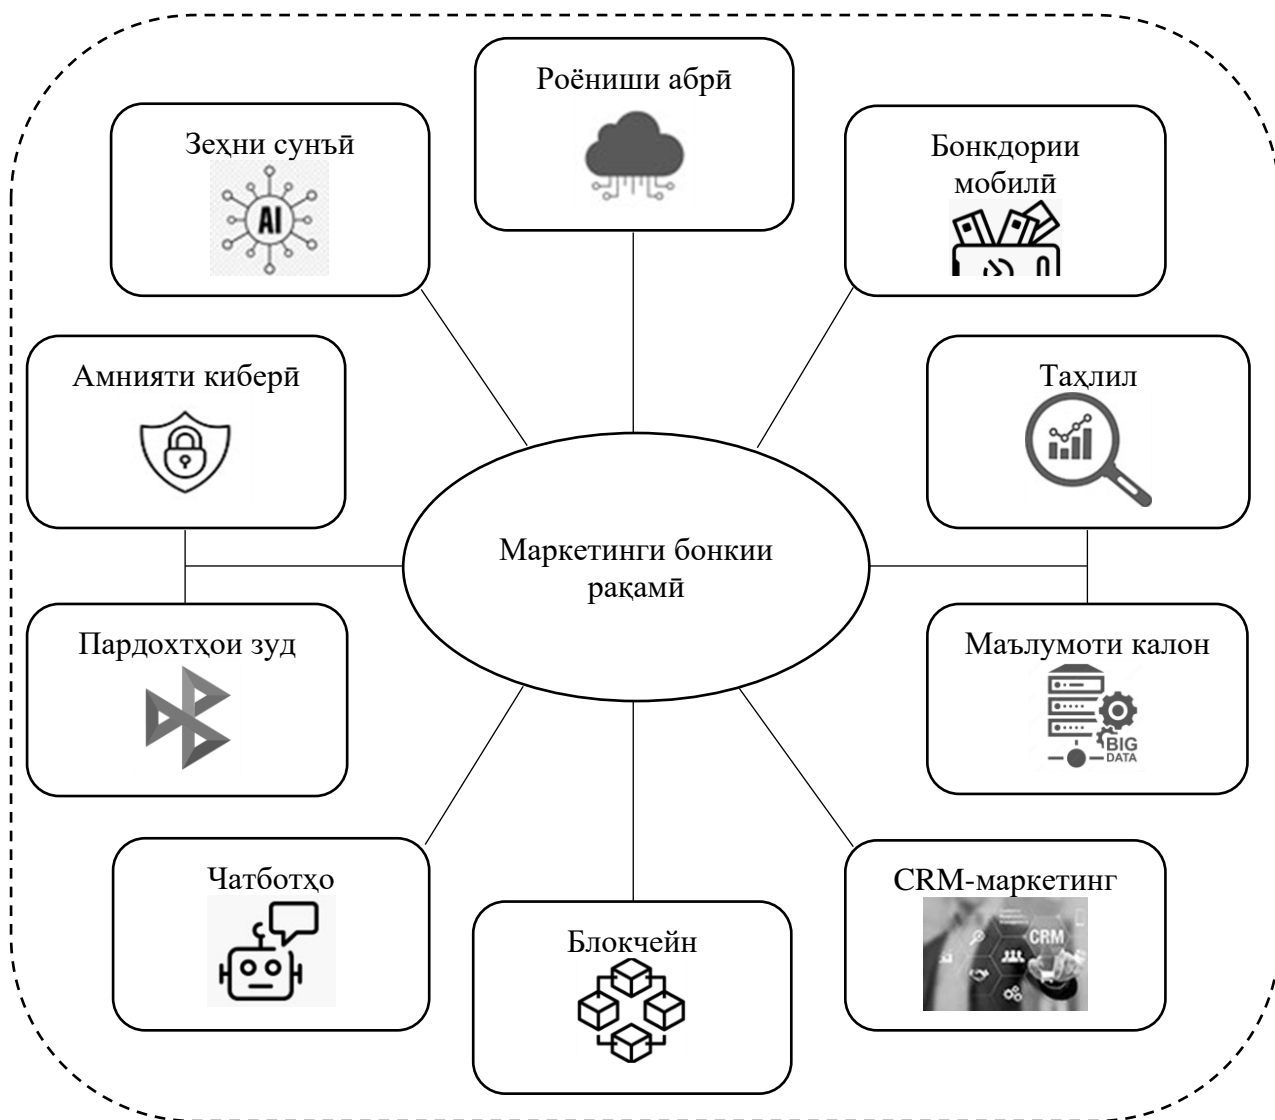 Роёниши абрӣ
Зеҳни сунъӣ
AI
Бонкдории
мобилӣ
Амнияти киберӣ
Таҳлил
Маркетинги бонкии
рақамӣ
Пардохтҳои зуд
Маълумоти калон
BIG
DATA
Чатботҳо
CRM-маркетинг
CRM
Блокчейн